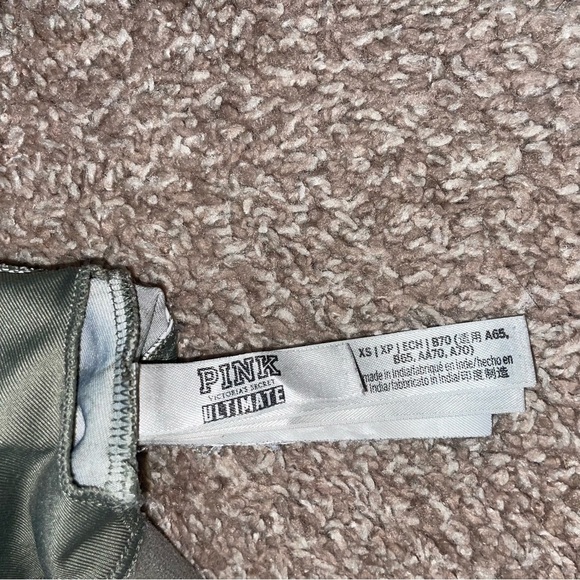 PINK
VICTORIA'S SECRET
ULTIMATE
XS | XP | ECH | B70 (适用 A65,
B65, AA70, A70)
made in India/fabriqué en Inde/hecho en
India/fabbricato in India/印度制造